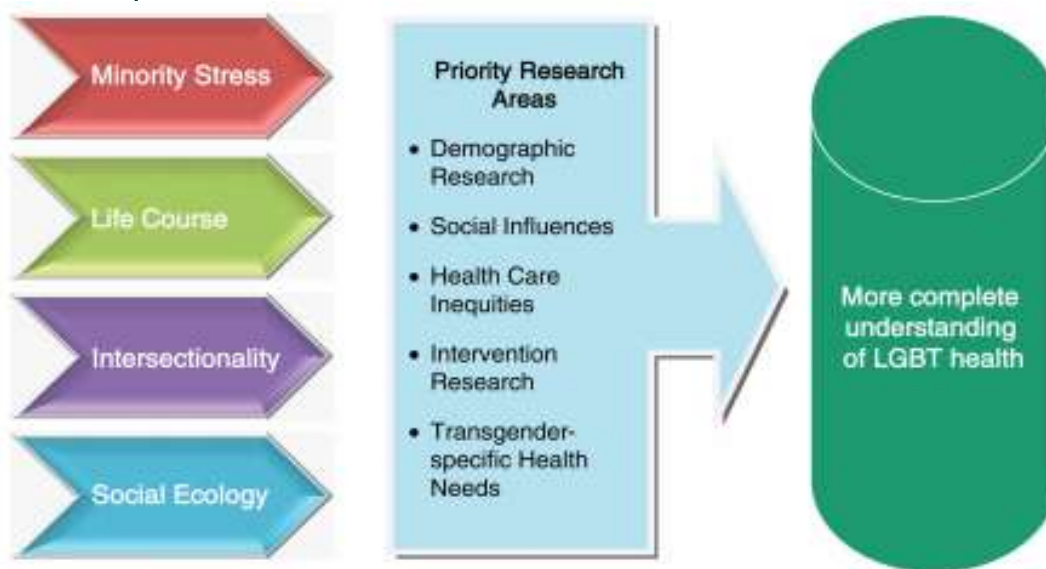 Minority Stress
Life Course
Intersectionality
Social Ecology
Priority Research
Areas
• Demographic
Research
• Social Influences
• Health Care
Inequities
• Intervention
Research
• Transgender-
specific Health
Needs
More complete
understanding
of LGBT health